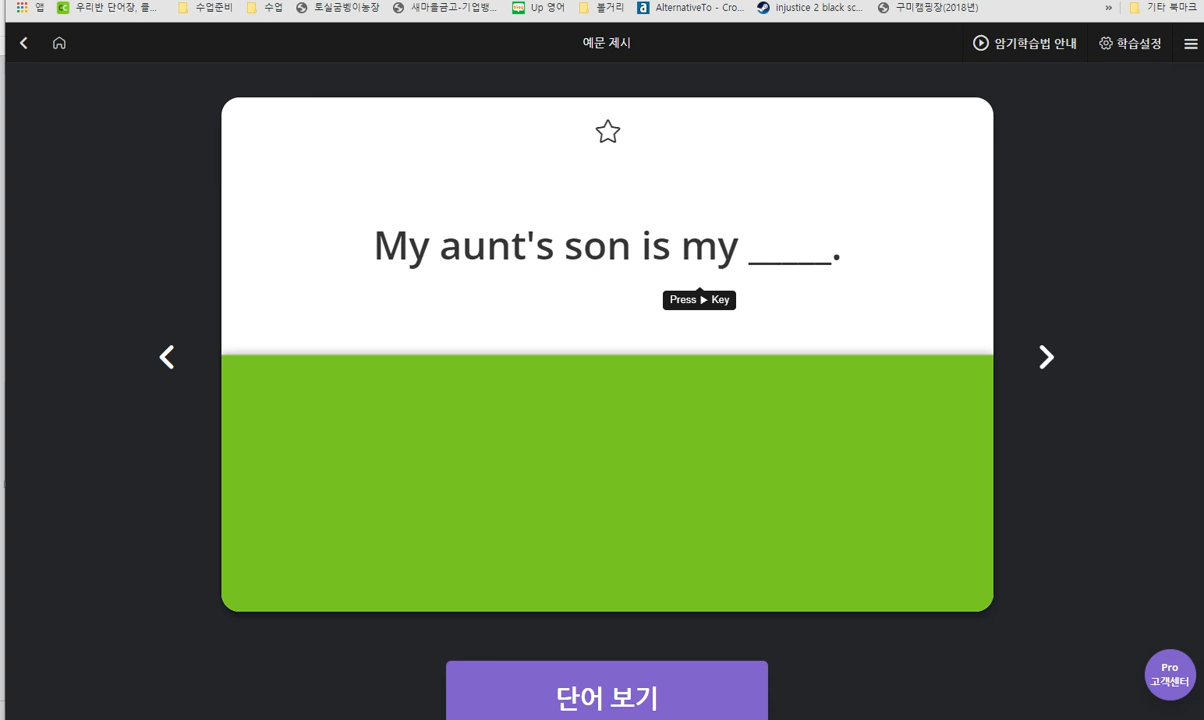 앱 우리반 단어장, 클... 수업준비 수업 토실굼벵이농장 새마을금고-기업뱅... Up 영어 볼거리 AlternativeTo - Cro... injustice 2 black sc... 구미캠핑장(2018년) » 기타 북마크
예문 제시 암기학습법 안내 학습설정
My aunt's son is my _____.
Press ▶ Key
단어 보기
Pro
고객센터